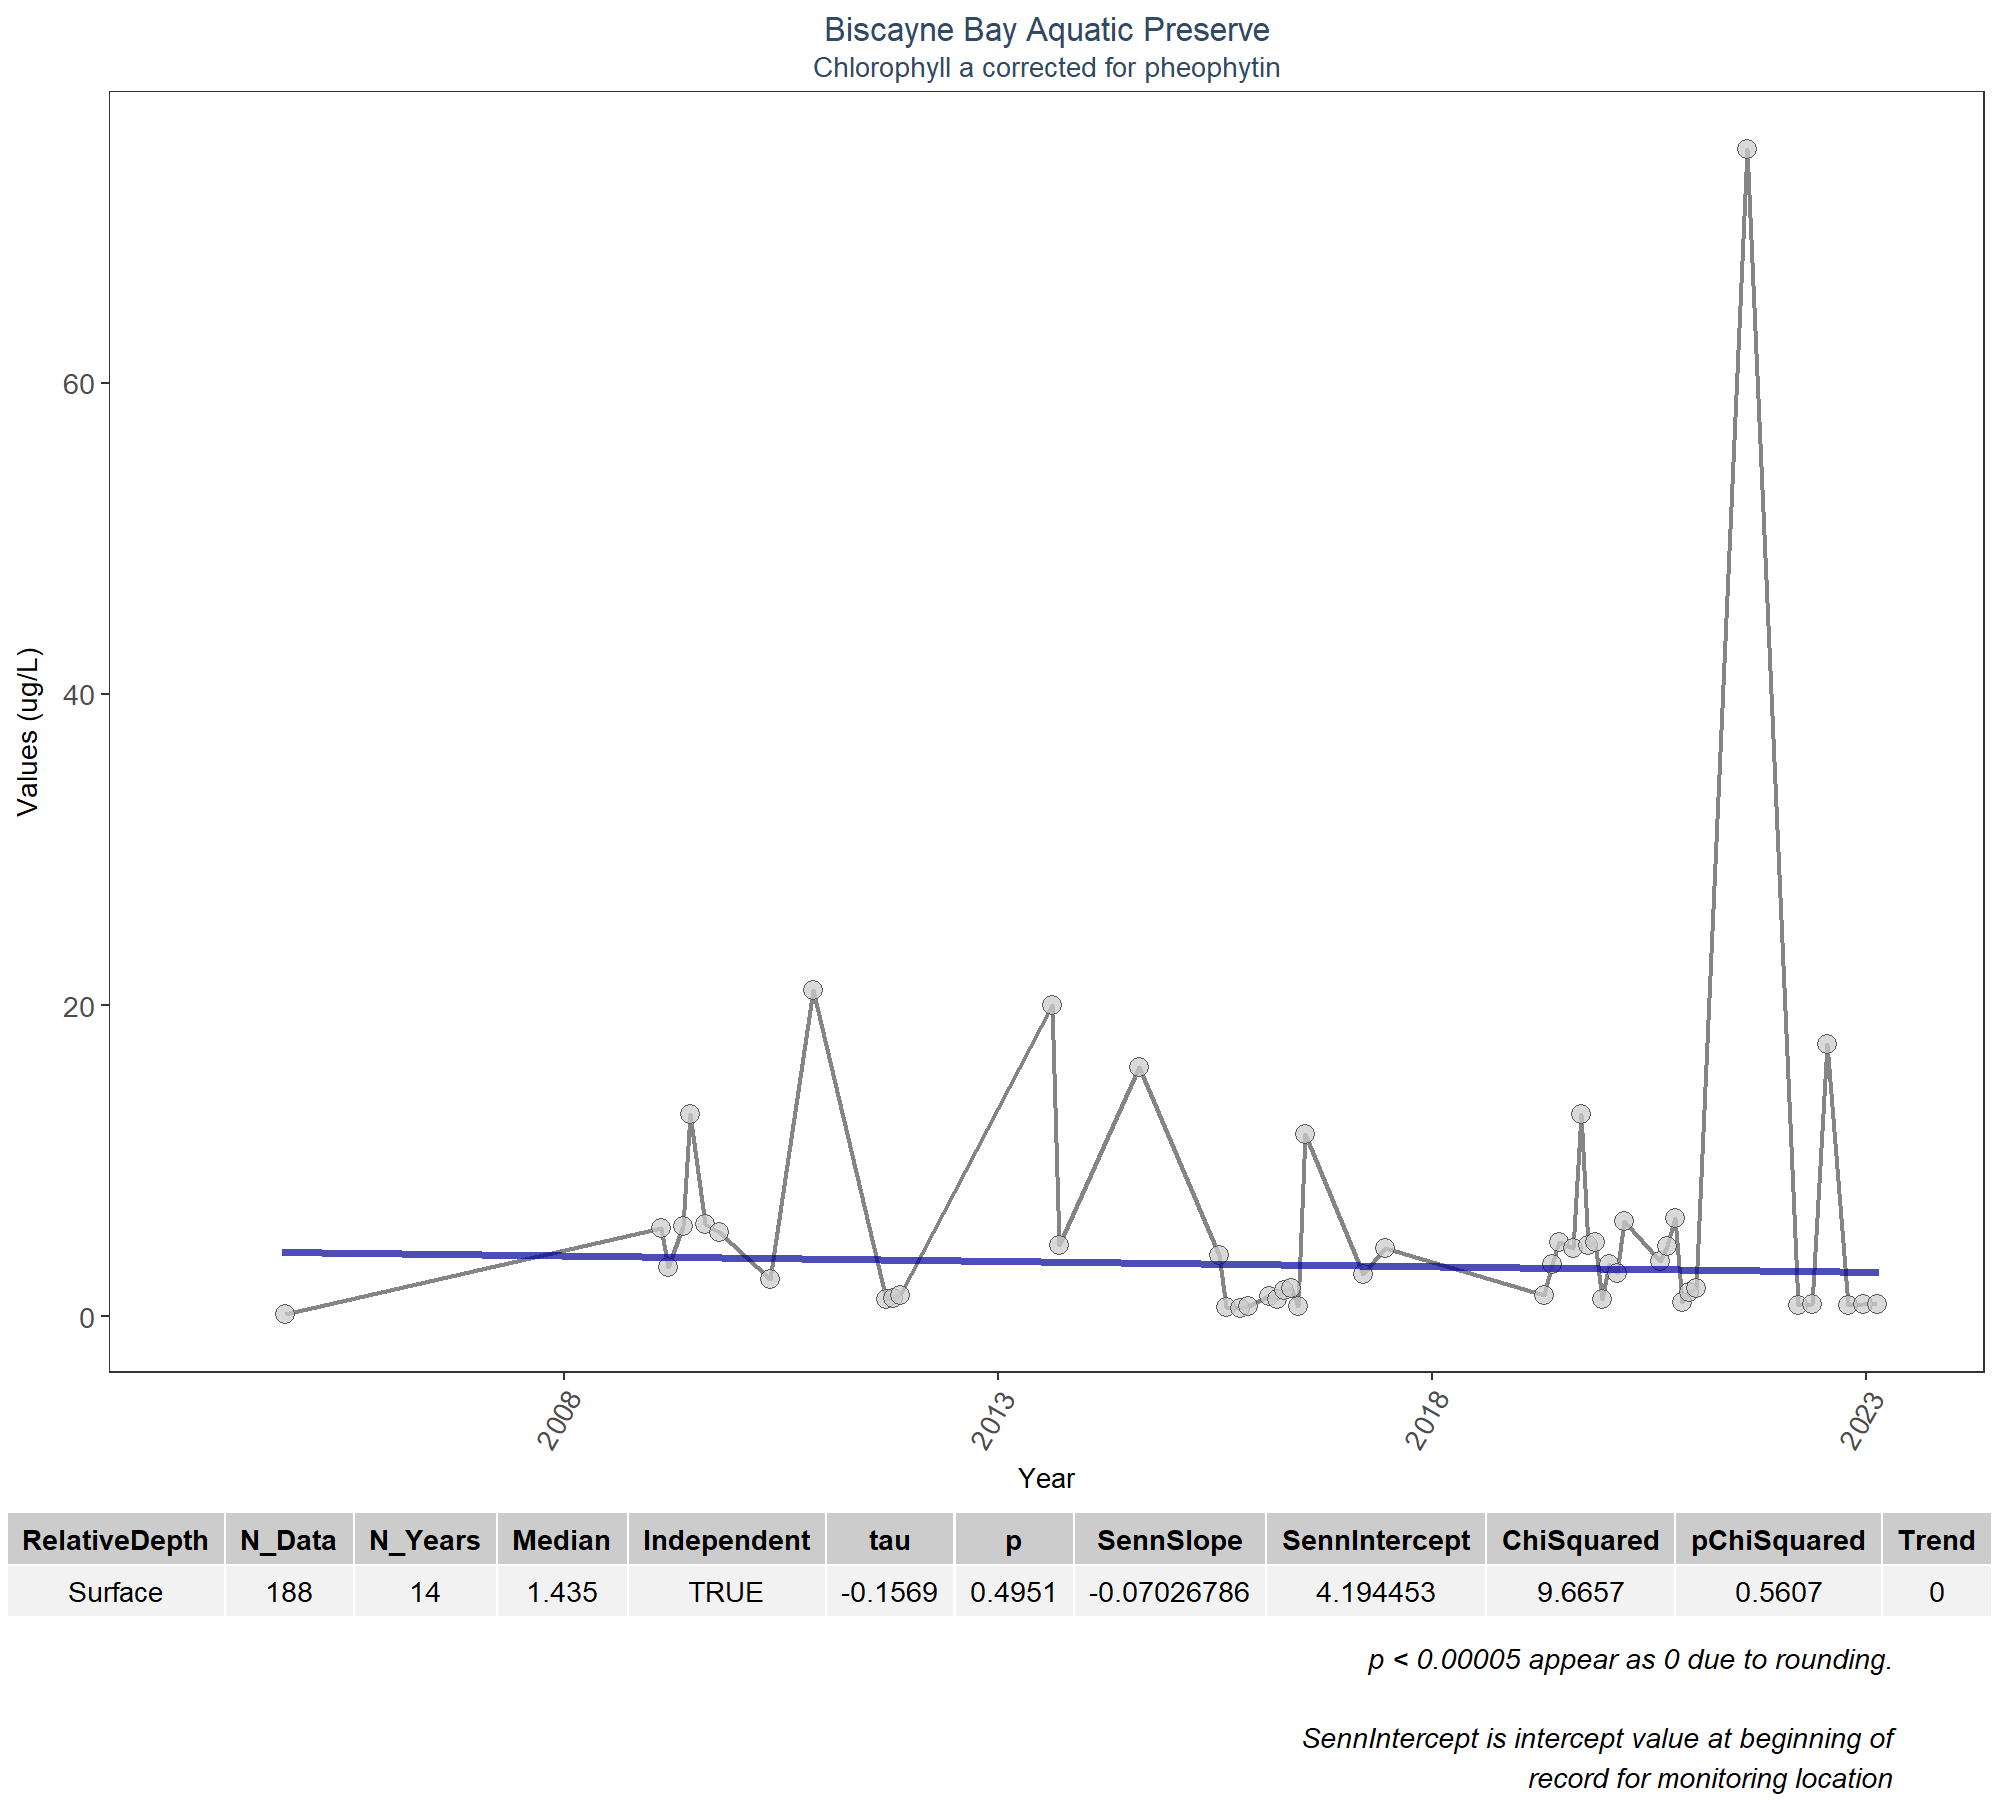 Biscayne Bay Aquatic Preserve
Chlorophyll a corrected for pheophytin
Values (ug/L)
60
40
20
0
2008
2013
2018
2023
Year
RelativeDepth N_Data N_Years Median Independent tau p SennSlope SennIntercept ChiSquared pChiSquared Trend
Surface 188 14 1.435 TRUE -0.1569 0.4951 -0.07026786 4.194453 9.6657 0.5607 0
p < 0.00005 appear as 0 due to rounding.
SennIntercept is intercept value at beginning of
record for monitoring location